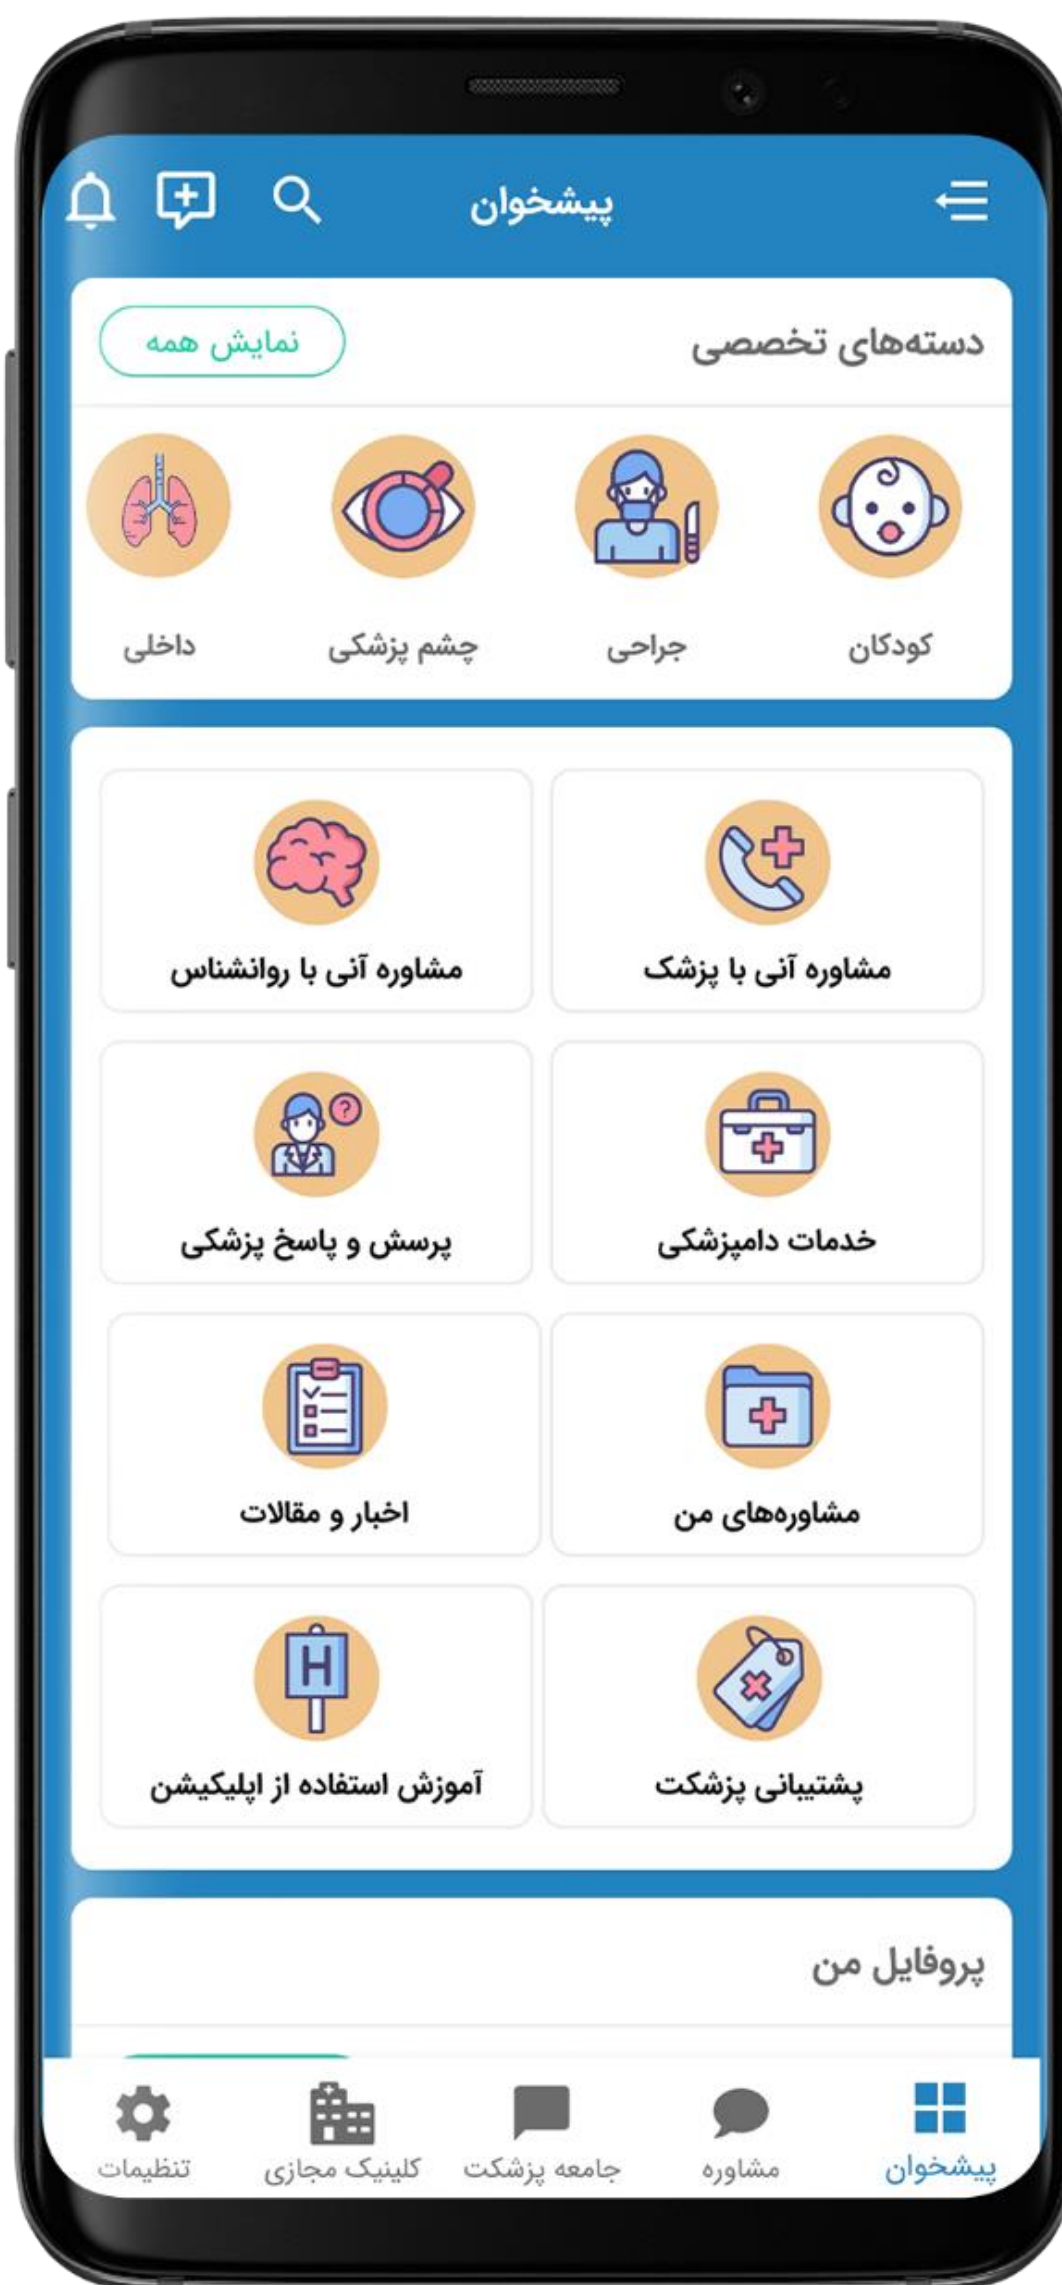 پیشخوان
دسته‌های تخصصی
نمایش همه
کودکان
جراحی
چشم پزشکی
داخلی
مشاوره آنی با پزشک
مشاوره آنی با روانشناس
خدمات دامپزشکی
پرسش و پاسخ پزشکی
?
مشاوره‌های من
اخبار و مقالات
پشتیبانی پزشکت
H
آموزش استفاده از اپلیکیشن
پروفایل من
پیشخوان
مشاوره
جامعه پزشکت
کلینیک مجازی
تنظیمات